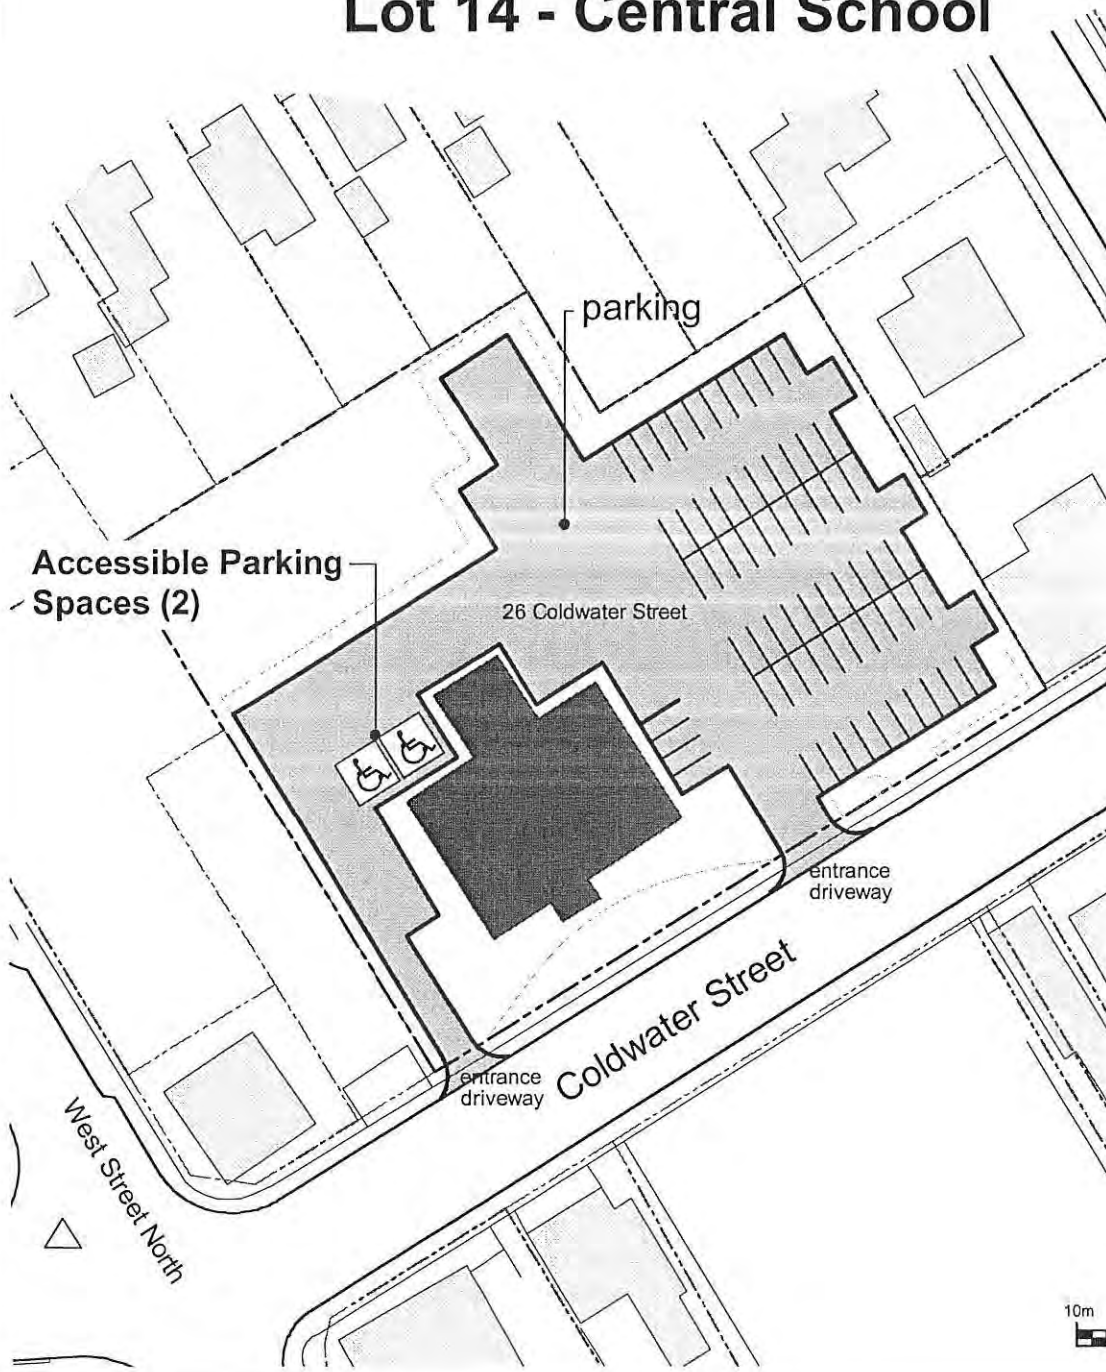 Lot 14 - Central School
parking
Accessible Parking
Spaces (2)
26 Coldwater Street
entrance
driveway
Coldwater Street
entrance
driveway
West Street North
10m